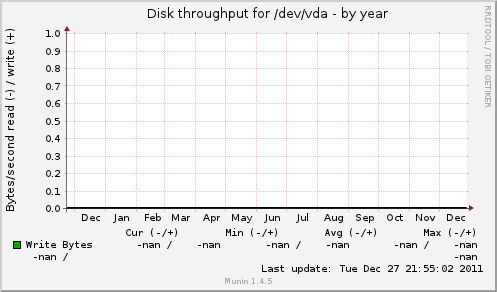 Disk throughput for /dev/vda - by year
RRDTOOL / TOBI OETIKER
Bytes/second read (-) / write (+)
1.0
0.9
0.8
0.7
0.6
0.5
0.4
0.3
0.2
0.1
0.0
Dec Jan Feb Mar Apr May Jun Jul Aug Sep Oct Nov Dec
Cur (-/+) Min (-/+) Avg (-/+) Max (-/+)
Write Bytes -nan / -nan -nan / -nan -nan / -nan
-nan / -nan
Last update: Tue Dec 27 21:55:02 2011
Munin 1.4.5